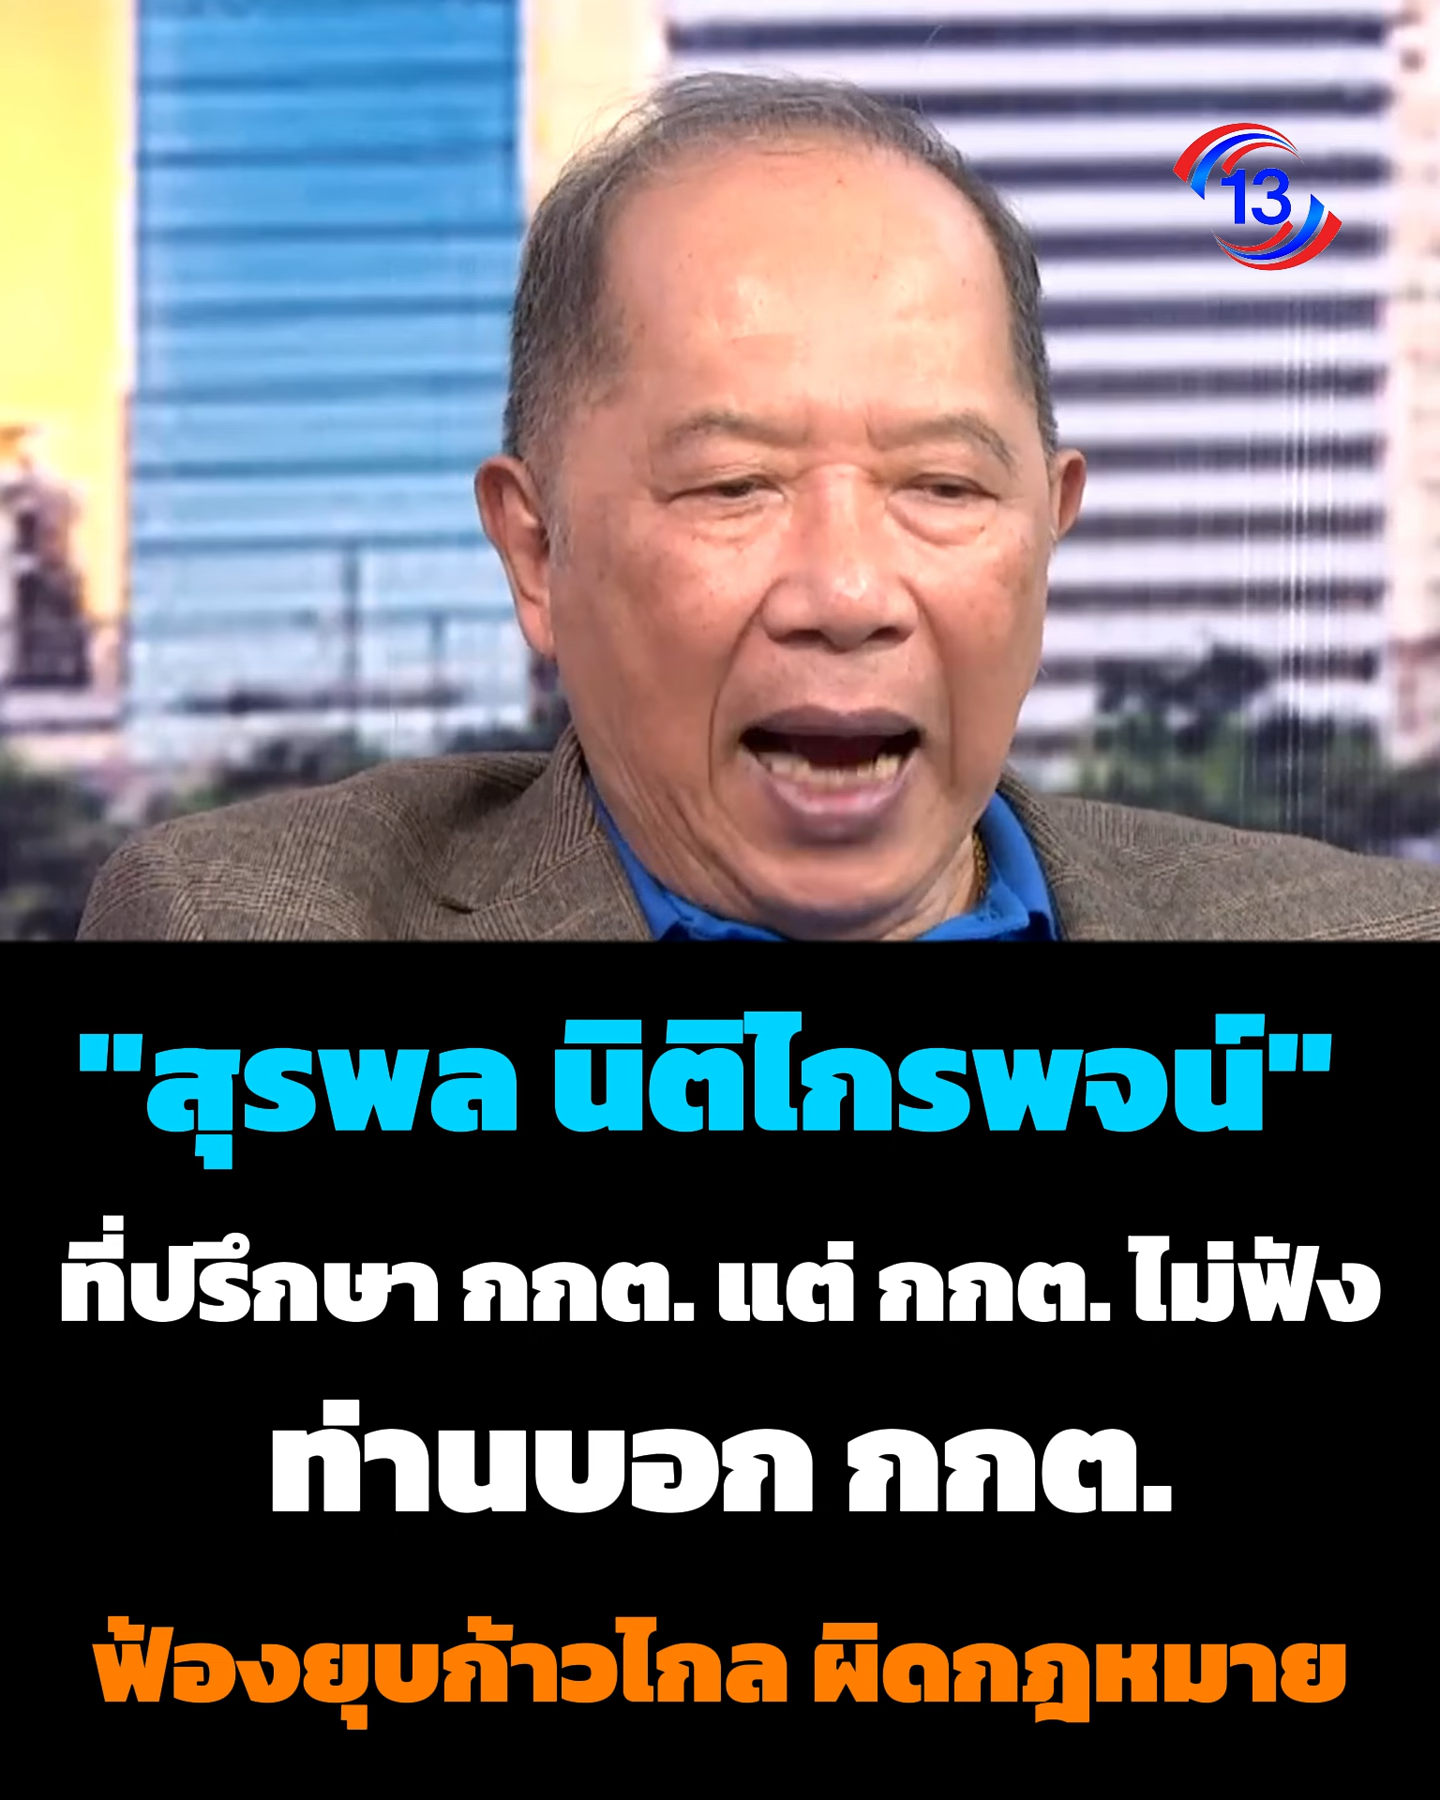 13
"สุรพล นิติไกรพจน์"
ที่ปรึกษา กกต. แต่ กกต. ไม่ฟัง
ท่านบอก กกต.
ฟ้องยุบก้าวไกล ผิดกฎหมาย